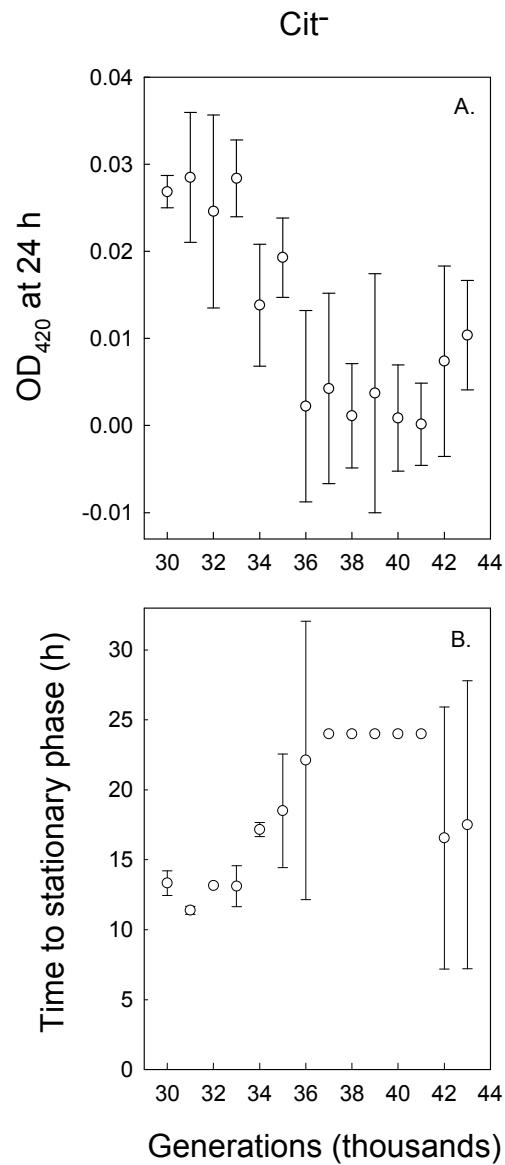 Cit⁻
A.
OD₄₂₀ at 24 h
0.04
0.03
0.02
0.01
0.00
-0.01
30 32 34 36 38 40 42 44
B.
Time to stationary phase (h)
30
25
20
15
10
5
0
30 32 34 36 38 40 42 44
Generations (thousands)